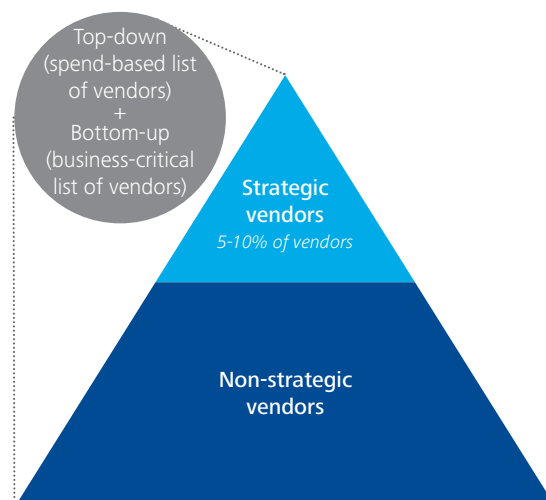 Top-down
(spend-based list
of vendors)
+
Bottom-up
(business-critical
list of vendors)
Strategic
vendors
5-10% of vendors
Non-strategic
vendors